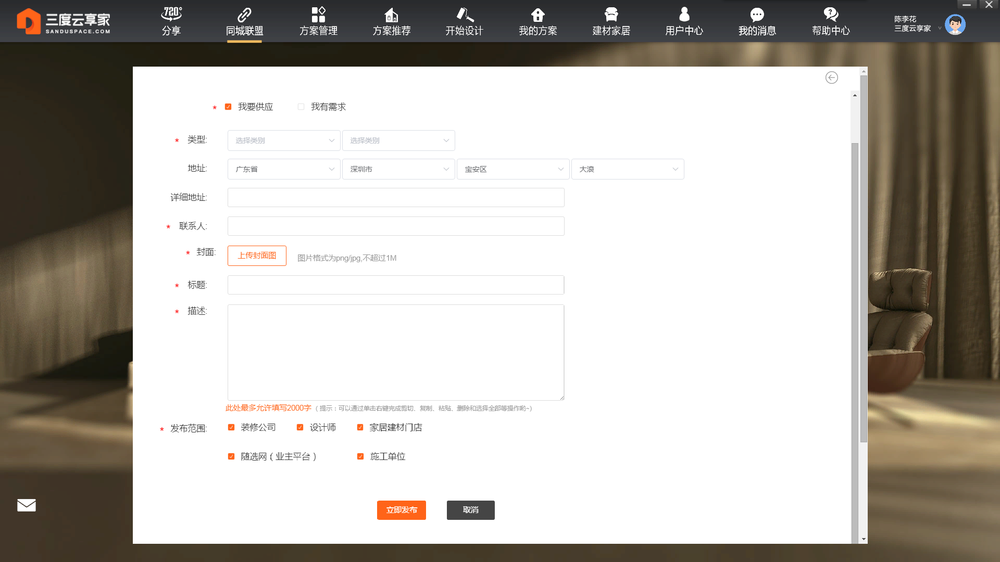 三度云享家
SANDUSPACE.COM
720°
分享
同城联盟
方案管理
方案推荐
开始设计
我的方案
建材家居
用户中心
我的消息
帮助中心
陈李花
三度云享家
* 我要供应 我有需求
* 类型: 选择类别 选择类别
地址: 广东省 深圳市 宝安区 大浪
详细地址:
* 联系人:
* 封面: 上传封面图 图片格式为png/jpg,不超过1M
* 标题:
* 描述:
此处最多允许填写2000字 ( 提示：可以通过单击右键完成剪切、复制、粘贴、删除和选择全部等操作哟~)
* 发布范围: 装修公司 设计师 家居建材门店
随选网 ( 业主平台 ) 施工单位
立即发布 取消